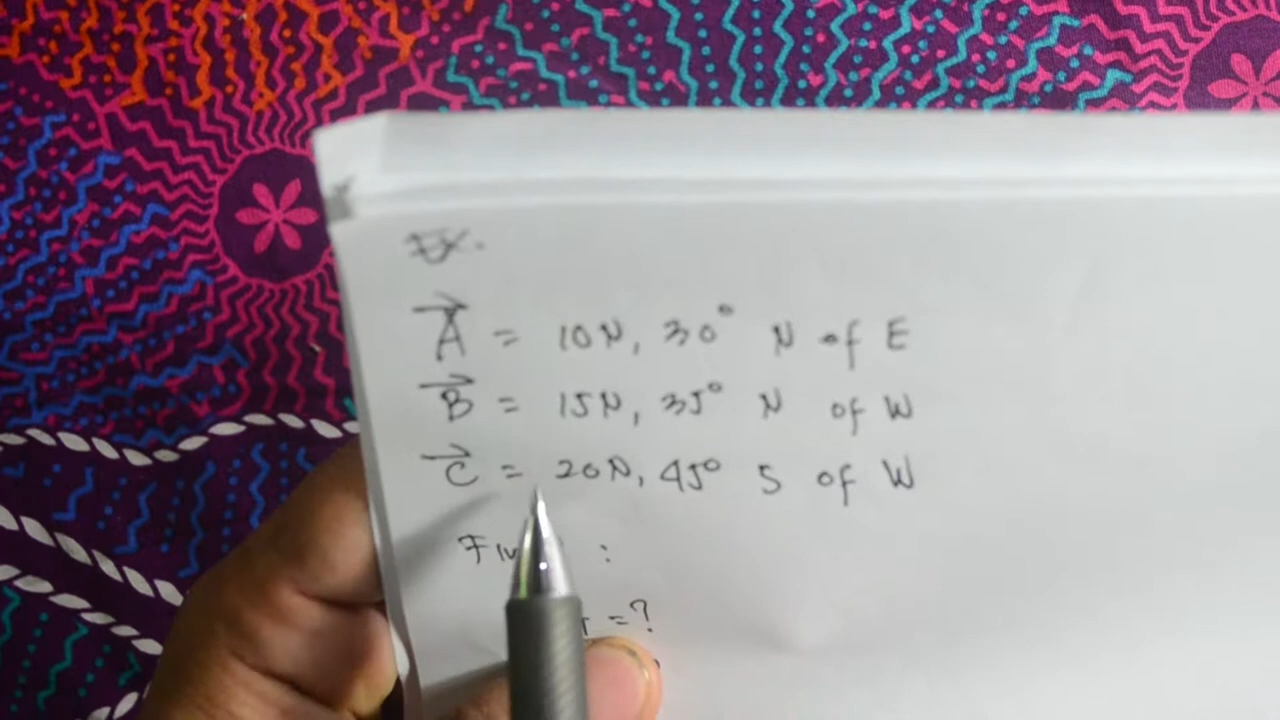 Ex.
A = 10N, 30° N of E
B = 15N, 35° N of W
C = 20N, 45° S of W
:
= ?